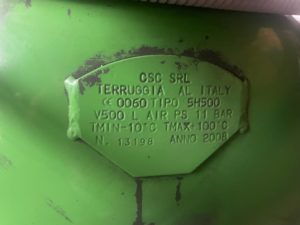 CSC SRL
TERRUGGIA AL ITALY
CE 0060 TIPO SH500
V500 L AIR PS 11 BAR
TMIN-10°C TMAX+100°C
N. 13198 ANNO 2008